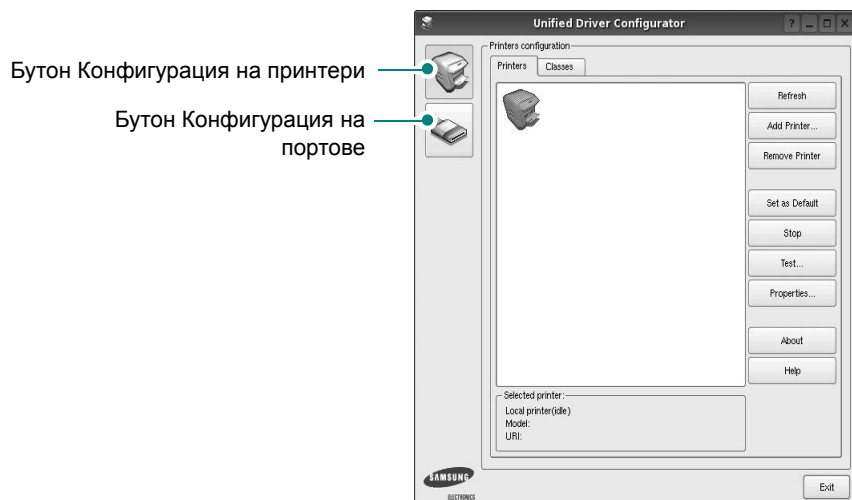 Unified Driver Configurator
Printers configuration
Бутон Конфигурация на принтери
Бутон Конфигурация на
портове
Printers
Classes
Refresh
Add Printer...
Remove Printer
Set as Default
Stop
Test...
Properties...
About
Help
Selected printer:
Local printer(idle)
Model:
URI:
SAMSUNG
ELECTRONICS
Exit